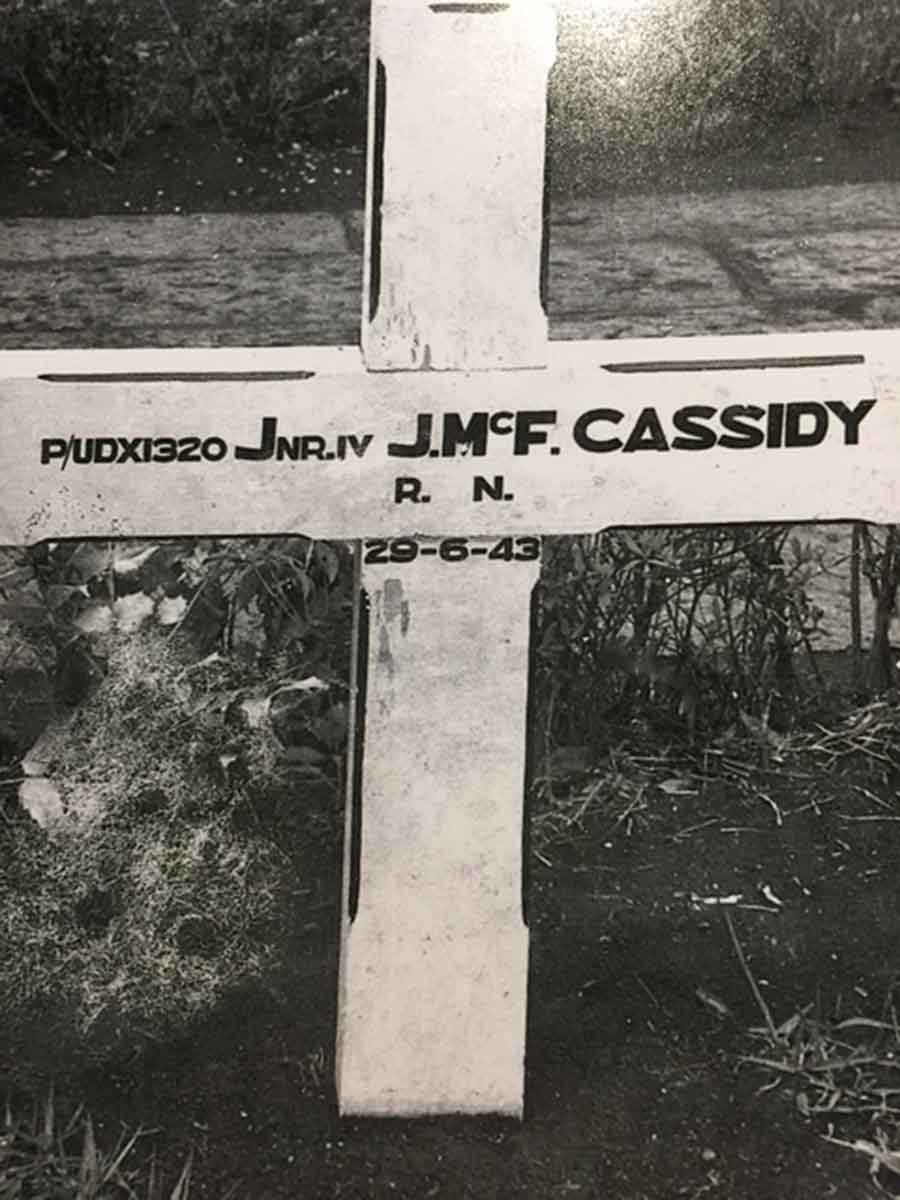 P/UDX1320 JNR.IV J.McF. CASSIDY
R. N.
29-6-43